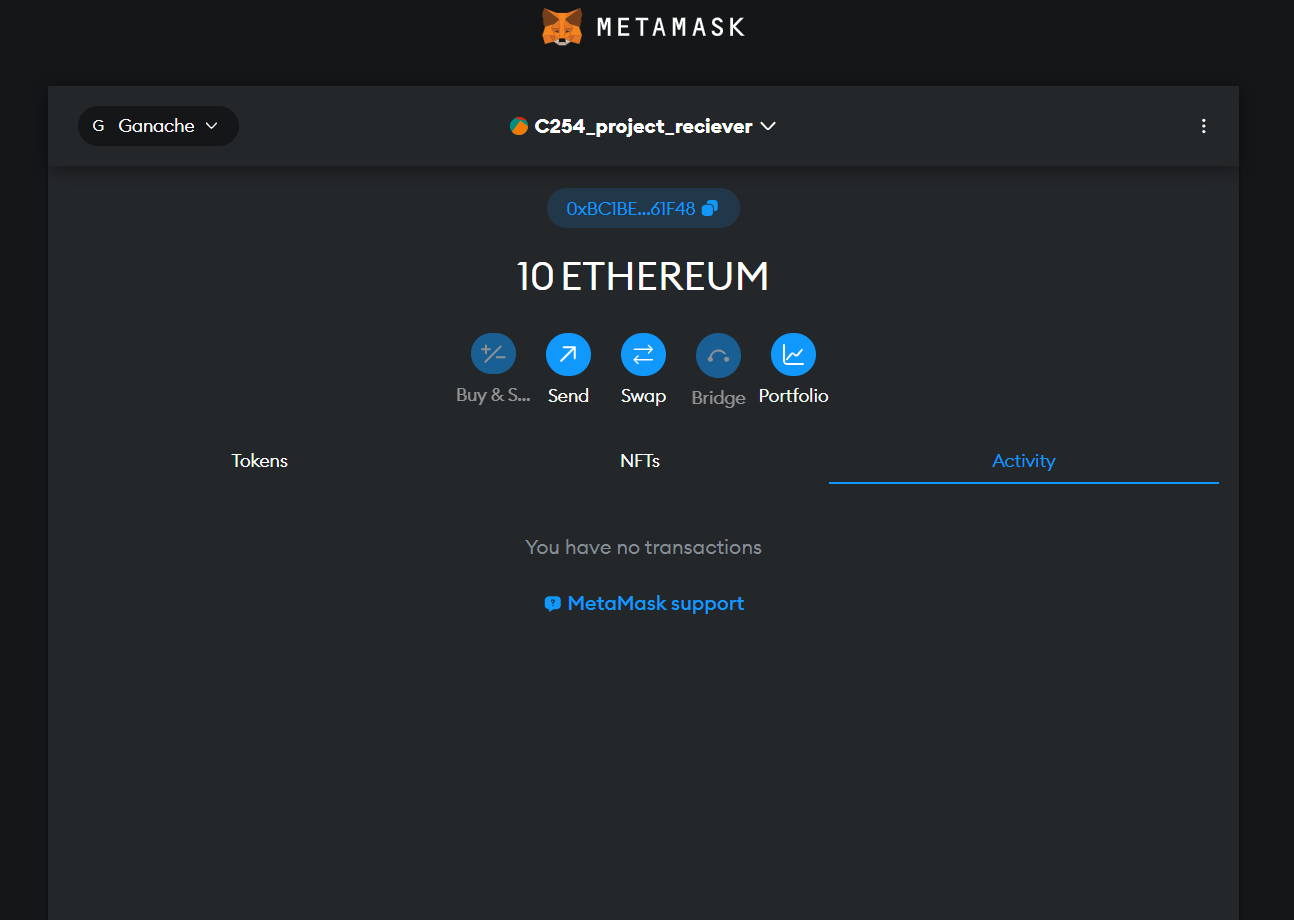 METAMASK
G Ganache
C254_project_reciever
0xBC1BE...61F48
10 ETHEREUM
Buy & S... Send Swap Bridge Portfolio
Tokens NFTs Activity
You have no transactions
MetaMask support